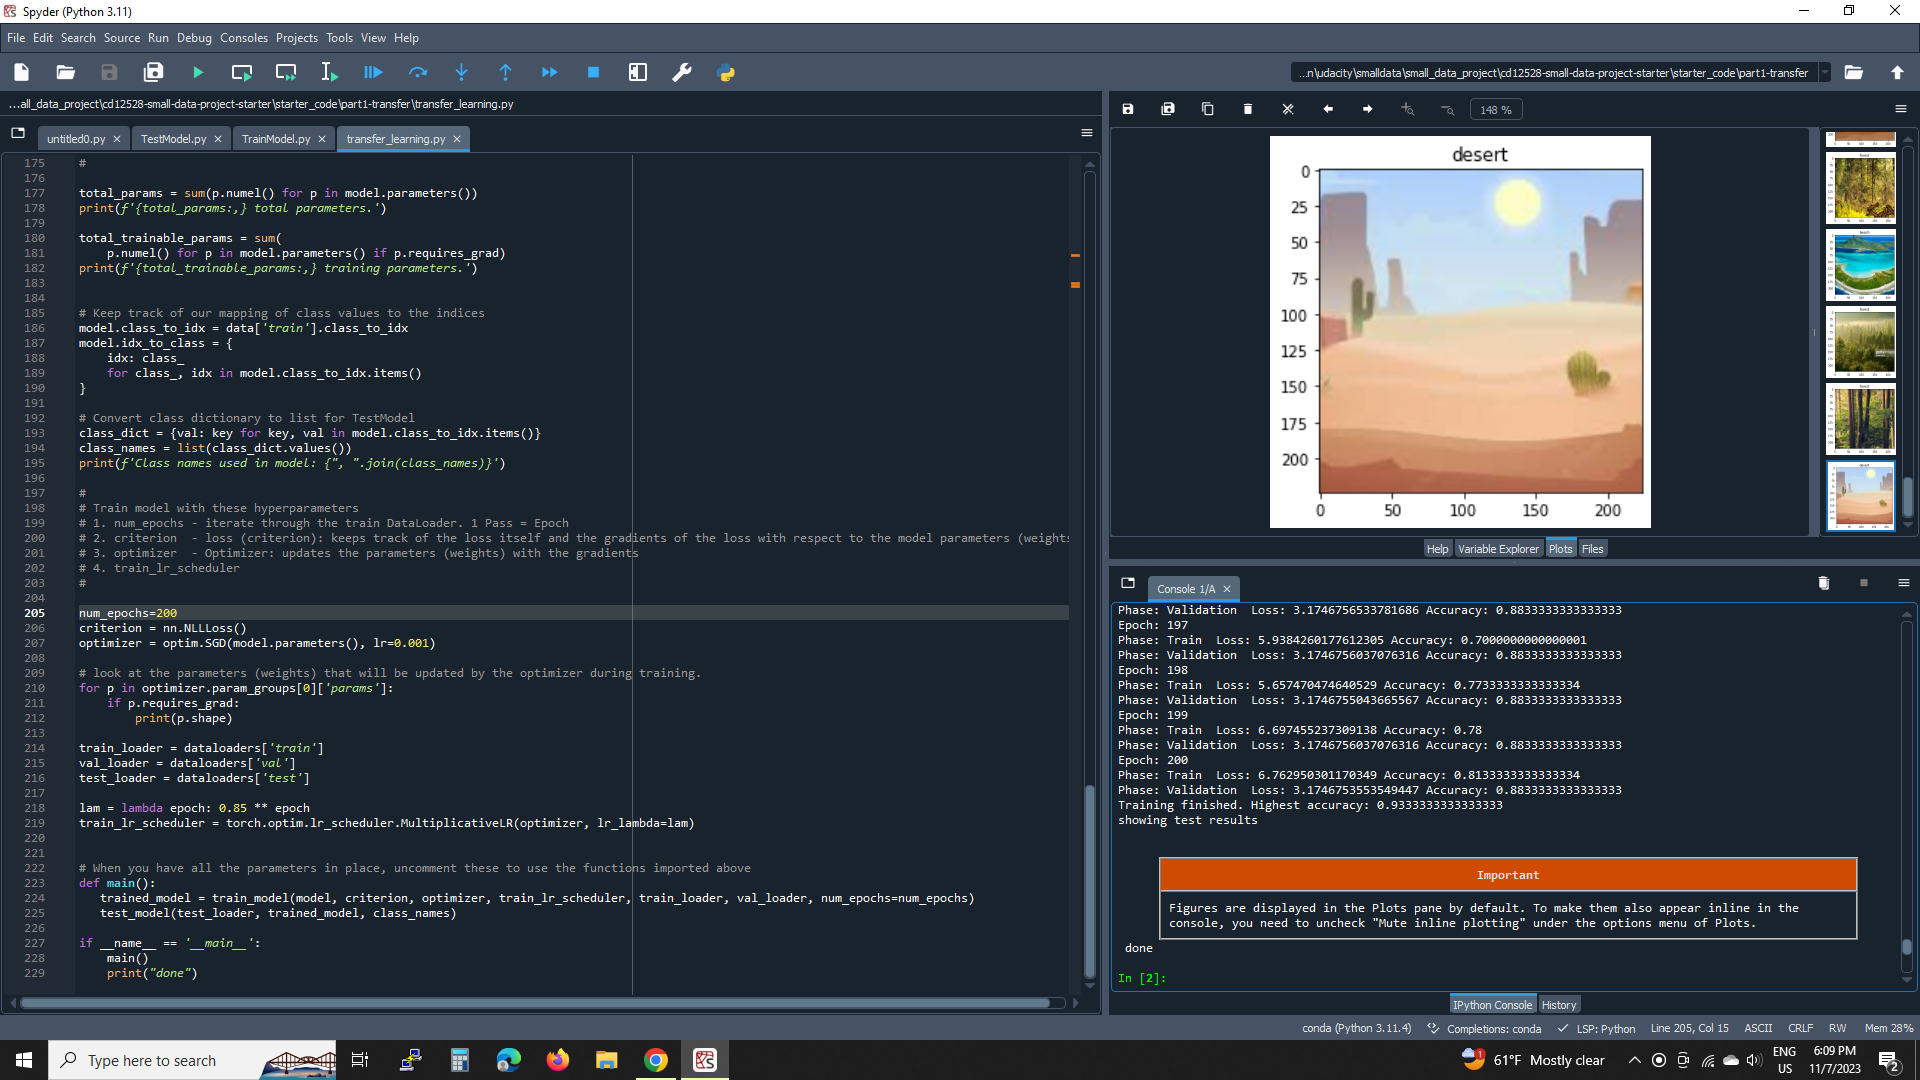 Spyder (Python 3.11)
File Edit Search Source Run Debug Consoles Projects Tools View Help
...n\udacity\smalldata\small_data_project\cd12528-small-data-project-starter\starter_code\part1-transfer
...all_data_project\cd12528-small-data-project-starter\starter_code\part1-transfer\transfer_learning.py
untitled0.py TestModel.py TrainModel.py transfer_learning.py
175 #
176
177 total_params = sum(p.numel() for p in model.parameters())
178 print(f'{total_params:,} total parameters.')
179
180 total_trainable_params = sum(
181 p.numel() for p in model.parameters() if p.requires_grad)
182 print(f'{total_trainable_params:,} training parameters.')
183
184
185 # Keep track of our mapping of class values to the indices
186 model.class_to_idx = data['train'].class_to_idx
187 model.idx_to_class = {
188 idx: class_
189 for class_, idx in model.class_to_idx.items()
190 }
191
192 # Convert class dictionary to list for TestModel
193 class_dict = {val: key for key, val in model.class_to_idx.items()}
194 class_names = list(class_dict.values())
195 print(f'Class names used in model: {", ".join(class_names)}')
196
197 #
198 # Train model with these hyperparameters
199 # 1. num_epochs - iterate through the train DataLoader. 1 Pass = Epoch
200 # 2. criterion - loss (criterion): keeps track of the loss itself and the gradients of the loss with respect to the model parameters (weights
201 # 3. optimizer - Optimizer: updates the parameters (weights) with the gradients
202 # 4. train_lr_scheduler
203 #
204
205 num_epochs=200
206 criterion = nn.NLLLoss()
207 optimizer = optim.SGD(model.parameters(), lr=0.001)
208
209 # look at the parameters (weights) that will be updated by the optimizer during training.
210 for p in optimizer.param_groups[0]['params']:
211 if p.requires_grad:
212 print(p.shape)
213
214 train_loader = dataloaders['train']
215 val_loader = dataloaders['val']
216 test_loader = dataloaders['test']
217
218 lam = lambda epoch: 0.85 ** epoch
219 train_lr_scheduler = torch.optim.lr_scheduler.MultiplicativeLR(optimizer, lr_lambda=lam)
220
221
222 # When you have all the parameters in place, uncomment these to use the functions imported above
223 def main():
224 trained_model = train_model(model, criterion, optimizer, train_lr_scheduler, train_loader, val_loader, num_epochs=num_epochs)
225 test_model(test_loader, trained_model, class_names)
226
227 if __name__ == '__main__':
228 main()
229 print("done")
148 %
desert
0
25
50
75
100
125
150
175
200
0 50 100 150 200
Help Variable Explorer Plots Files
Console 1/A
Phase: Validation Loss: 3.1746756533781686 Accuracy: 0.8833333333333333
Epoch: 197
Phase: Train Loss: 5.9384260177612305 Accuracy: 0.7000000000000001
Phase: Validation Loss: 3.1746756037076316 Accuracy: 0.8833333333333333
Epoch: 198
Phase: Train Loss: 5.657470474640529 Accuracy: 0.7733333333333334
Phase: Validation Loss: 3.1746755043665567 Accuracy: 0.8833333333333333
Epoch: 199
Phase: Train Loss: 6.697455237309138 Accuracy: 0.78
Phase: Validation Loss: 3.1746756037076316 Accuracy: 0.8833333333333333
Epoch: 200
Phase: Train Loss: 6.762950301170349 Accuracy: 0.8133333333333334
Phase: Validation Loss: 3.1746753553549447 Accuracy: 0.8833333333333333
Training finished. Highest accuracy: 0.9333333333333333
showing test results
Important
Figures are displayed in the Plots pane by default. To make them also appear inline in the
console, you need to uncheck "Mute inline plotting" under the options menu of Plots.
done
In [2]:
IPython Console History
conda (Python 3.11.4) Completions: conda LSP: Python Line 205, Col 15 ASCII CRLF RW Mem 28%
Type here to search
1 61°F Mostly clear
ENG
US
6:09 PM
11/7/2023
2